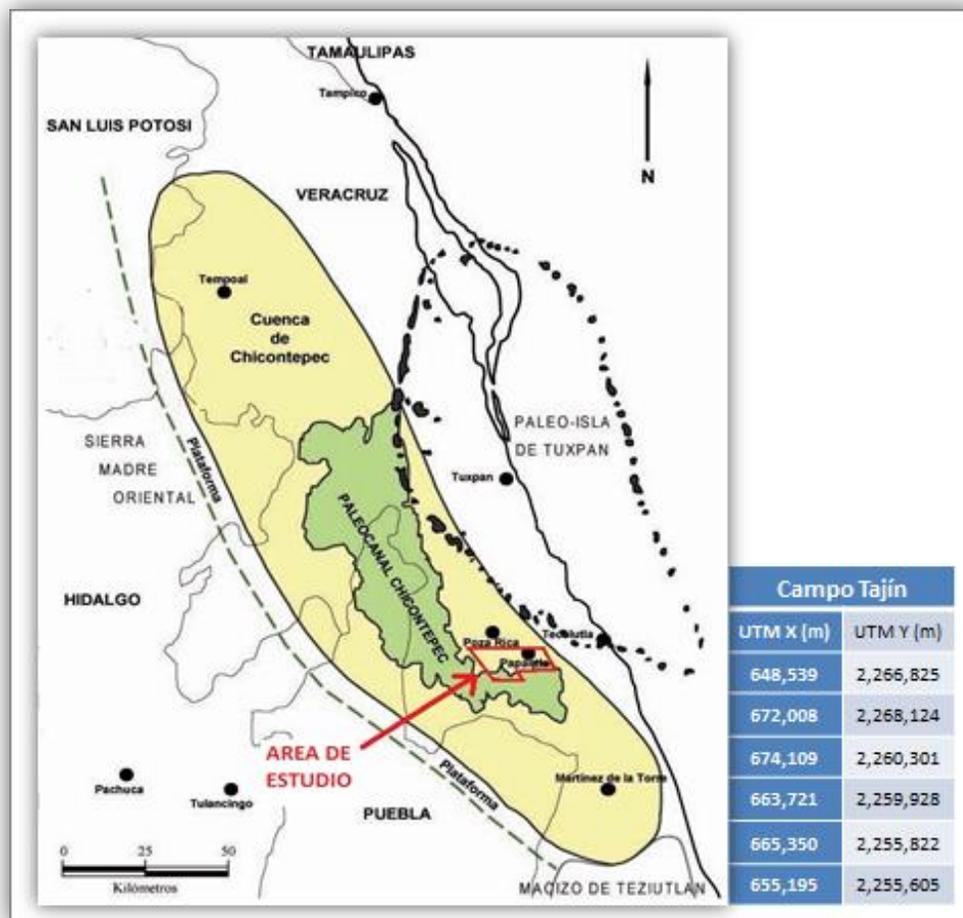 TAMAULIPAS
Tampico
SAN LUIS POTOSI
VERACRUZ
N
Tempoal
Cuenca
de
Chicontepec
PALEO-ISLA
DE TUXPAN
SIERRA
MADRE
ORIENTAL
Plataforma
Tuxpan
PALEOCANAL CHICONTEPEC
HIDALGO
Poza Rica
Tecolutla
Papantla
AREA DE
ESTUDIO
Plataforma
Martínez de la Torre
Pachuca
Tulancingo
PUEBLA
0 25 50
Kilómetros
MACIZO DE TEZIUTLAN
Campo Tajín
UTM X (m) UTM Y (m)
648,539 2,266,825
672,008 2,268,124
674,109 2,260,301
663,721 2,259,928
665,350 2,255,822
655,195 2,255,605